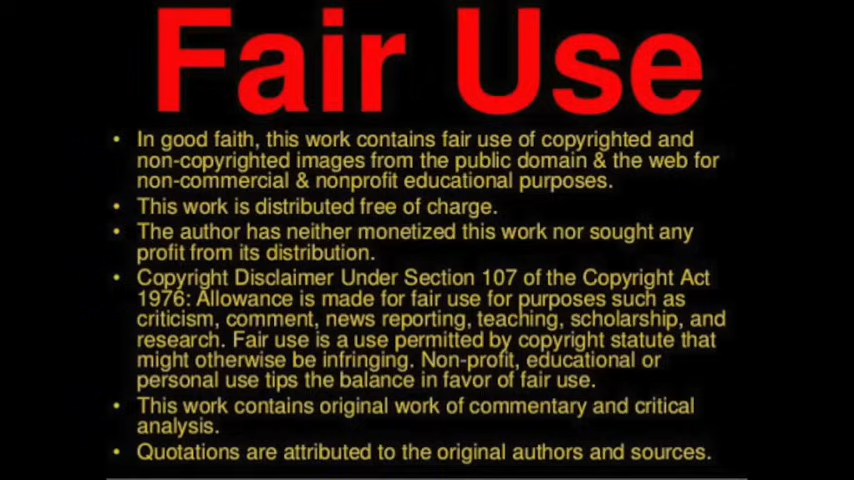 Fair Use
• In good faith, this work contains fair use of copyrighted and
non-copyrighted images from the public domain & the web for
non-commercial & nonprofit educational purposes.
• This work is distributed free of charge.
• The author has neither monetized this work nor sought any
profit from its distribution.
• Copyright Disclaimer Under Section 107 of the Copyright Act
1976: Allowance is made for fair use for purposes such as
criticism, comment, news reporting, teaching, scholarship, and
research. Fair use is a use permitted by copyright statute that
might otherwise be infringing. Non-profit, educational or
personal use tips the balance in favor of fair use.
• This work contains original work of commentary and critical
analysis.
• Quotations are attributed to the original authors and sources.